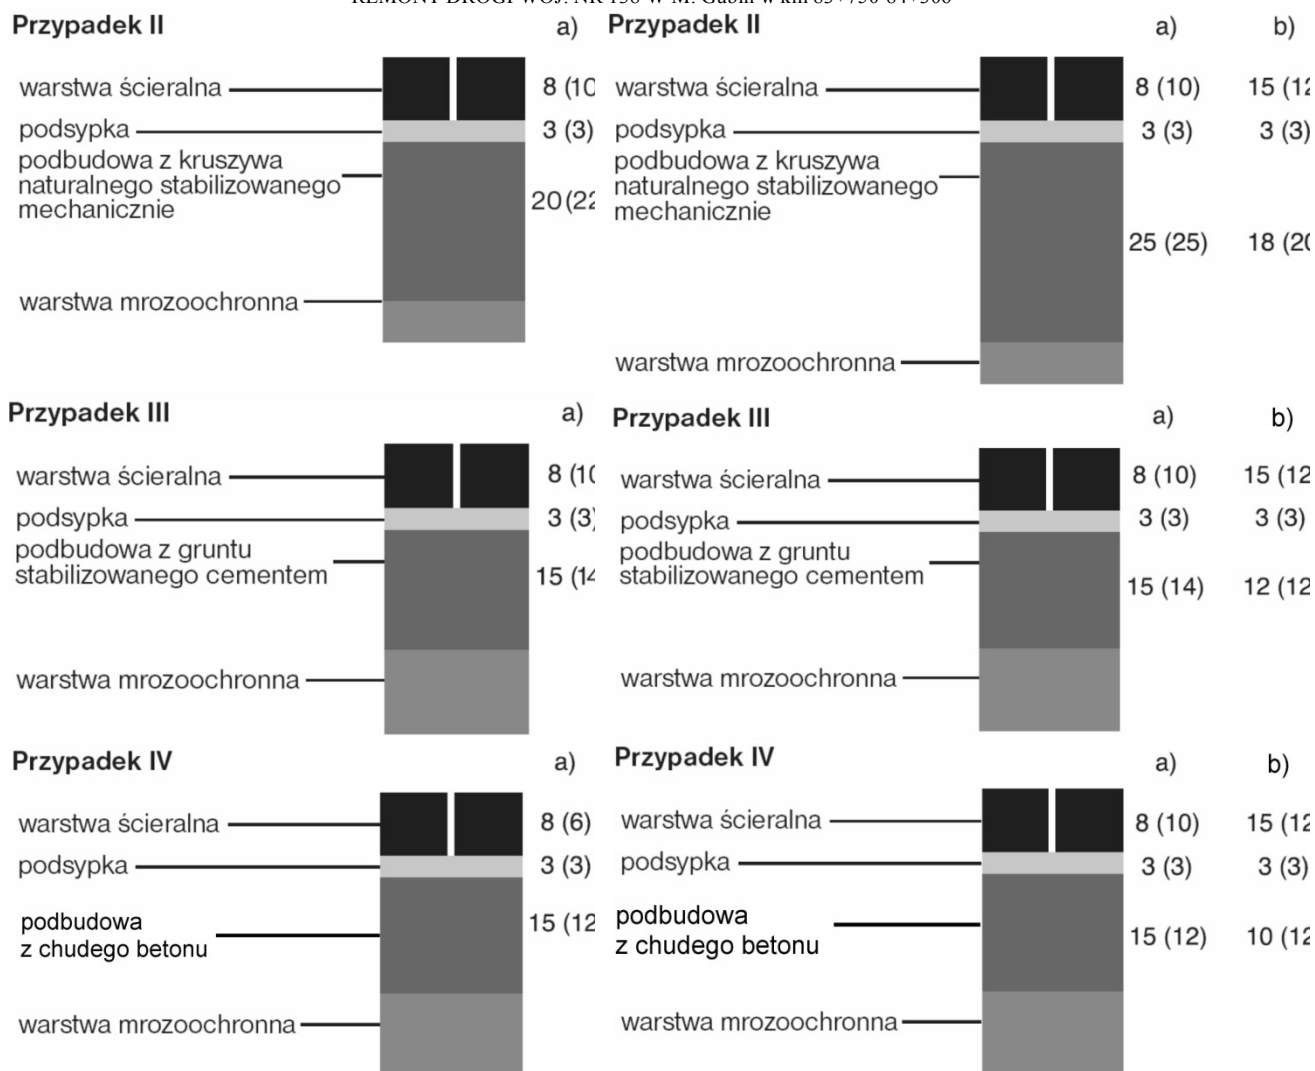 Przypadek II
a)
warstwa ścieralna
8 (10
podsypka
3 (3)
podbudowa z kruszywa
naturalnego stabilizowanego
mechanicznie
20 (22
warstwa mrozoochronna
Przypadek II
a) b)
warstwa ścieralna
8 (10) 15 (12
podsypka
3 (3) 3 (3)
podbudowa z kruszywa
naturalnego stabilizowanego
mechanicznie
25 (25) 18 (20
warstwa mrozoochronna
Przypadek III
a)
warstwa ścieralna
8 (10
podsypka
3 (3)
podbudowa z gruntu
stabilizowanego cementem
15 (14
warstwa mrozoochronna
Przypadek III
a) b)
warstwa ścieralna
8 (10) 15 (12
podsypka
3 (3) 3 (3)
podbudowa z gruntu
stabilizowanego cementem
15 (14) 12 (12
warstwa mrozoochronna
Przypadek IV
a)
warstwa ścieralna
8 (6)
podsypka
3 (3)
podbudowa
z chudego betonu
15 (12
warstwa mrozoochronna
Przypadek IV
a) b)
warstwa ścieralna
8 (10) 15 (12
podsypka
3 (3) 3 (3)
podbudowa
z chudego betonu
15 (12) 10 (12
warstwa mrozoochronna